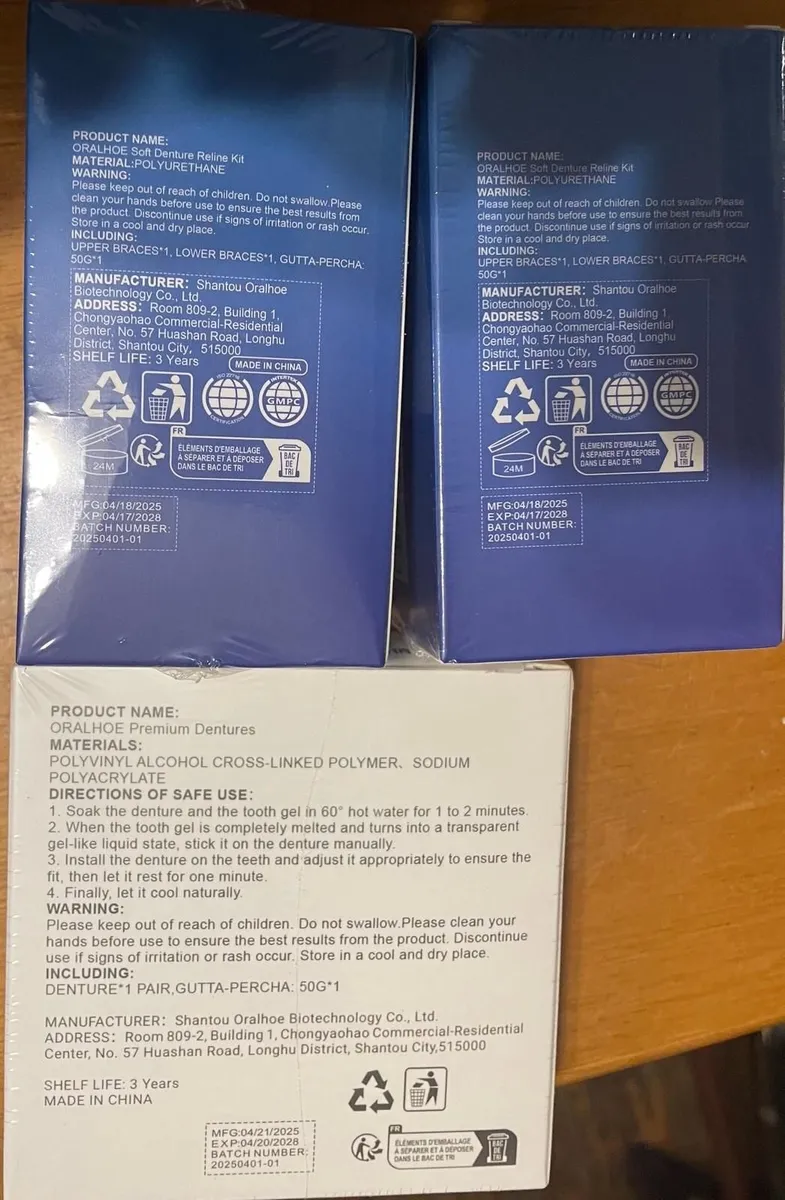 PRODUCT NAME:
ORALHOE Soft Denture Reline Kit
MATERIAL:POLYURETHANE
WARNING:
Please keep out of reach of children. Do not swallow.Please
clean your hands before use to ensure the best results from
the product. Discontinue use if signs of irritation or rash occur.
Store in a cool and dry place.
INCLUDING:
UPPER BRACES*1, LOWER BRACES*1, GUTTA-PERCHA:
50G*1
MANUFACTURER: Shantou Oralhoe
Biotechnology Co., Ltd.
ADDRESS: Room 809-2, Building 1,
Chongyaohao Commercial-Residential
Center, No. 57 Huashan Road, Longhu
District, Shantou City, 515000
SHELF LIFE: 3 Years
MADE IN CHINA
CERTIFICATION
INTERTEK
GMPC
24M
FR
ÉLÉMENTS D'EMBALLAGE
À SÉPARER ET À DÉPOSER
DANS LE BAC DE TRI
BAC
DE
TRI
MFG:04/18/2025
EXP:04/17/2028
BATCH NUMBER:
20250401-01
PRODUCT NAME:
ORALHOE Soft Denture Reline Kit
MATERIAL:POLYURETHANE
WARNING:
Please keep out of reach of children. Do not swallow.Please
clean your hands before use to ensure the best results from
the product. Discontinue use if signs of irritation or rash occur.
Store in a cool and dry place.
INCLUDING:
UPPER BRACES*1, LOWER BRACES*1, GUTTA-PERCHA:
50G*1
MANUFACTURER: Shantou Oralhoe
Biotechnology Co., Ltd.
ADDRESS: Room 809-2, Building 1,
Chongyaohao Commercial-Residential
Center, No. 57 Huashan Road, Longhu
District, Shantou City, 515000
SHELF LIFE: 3 Years
MADE IN CHINA
GMPC
24M
FR
ÉLÉMENTS D'EMBALLAGE
À SÉPARER ET À DÉPOSER
DANS LE BAC DE TRI
BAC
DE
TRI
MFG:04/18/2025
EXP:04/17/2028
BATCH NUMBER:
20250401-01
PRODUCT NAME:
ORALHOE Premium Dentures
MATERIALS:
POLYVINYL ALCOHOL CROSS-LINKED POLYMER、SODIUM
POLYACRYLATE
DIRECTIONS OF SAFE USE:
1. Soak the denture and the tooth gel in 60° hot water for 1 to 2 minutes.
2. When the tooth gel is completely melted and turns into a transparent
gel-like liquid state, stick it on the denture manually.
3. Install the denture on the teeth and adjust it appropriately to ensure the
fit, then let it rest for one minute.
4. Finally, let it cool naturally.
WARNING:
Please keep out of reach of children. Do not swallow.Please clean your
hands before use to ensure the best results from the product. Discontinue
use if signs of irritation or rash occur. Store in a cool and dry place.
INCLUDING:
DENTURE*1 PAIR,GUTTA-PERCHA: 50G*1
MANUFACTURER: Shantou Oralhoe Biotechnology Co., Ltd.
ADDRESS: Room 809-2, Building 1, Chongyaohao Commercial-Residential
Center, No. 57 Huashan Road, Longhu District, Shantou City,515000
SHELF LIFE: 3 Years
MADE IN CHINA
MFG:04/21/2025
EXP:04/20/2028
BATCH NUMBER:
20250401-01
FR
ÉLÉMENTS D'EMBALLAGE
À SÉPARER ET À DÉPOSER
DANS LE BAC DE TRI
BAC
DE
TRI